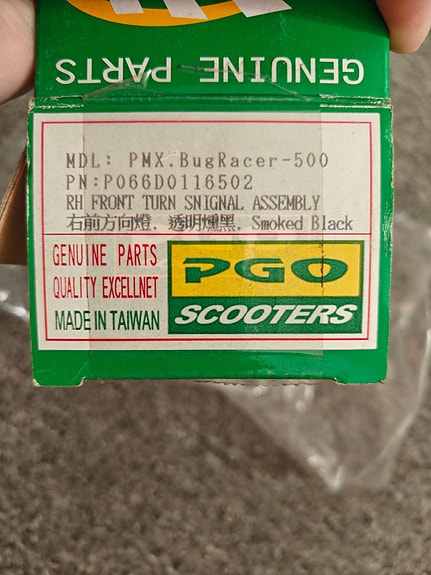 GENUINE PARTS
MDL: PMX.BugRacer-500
PN:P066D0116502
RH FRONT TURN SNIGNAL ASSEMBLY
右前方向燈. 透明燻黑. Smoked Black
GENUINE PARTS
QUALITY EXCELLNET
MADE IN TAIWAN
PGO
SCOOTERS